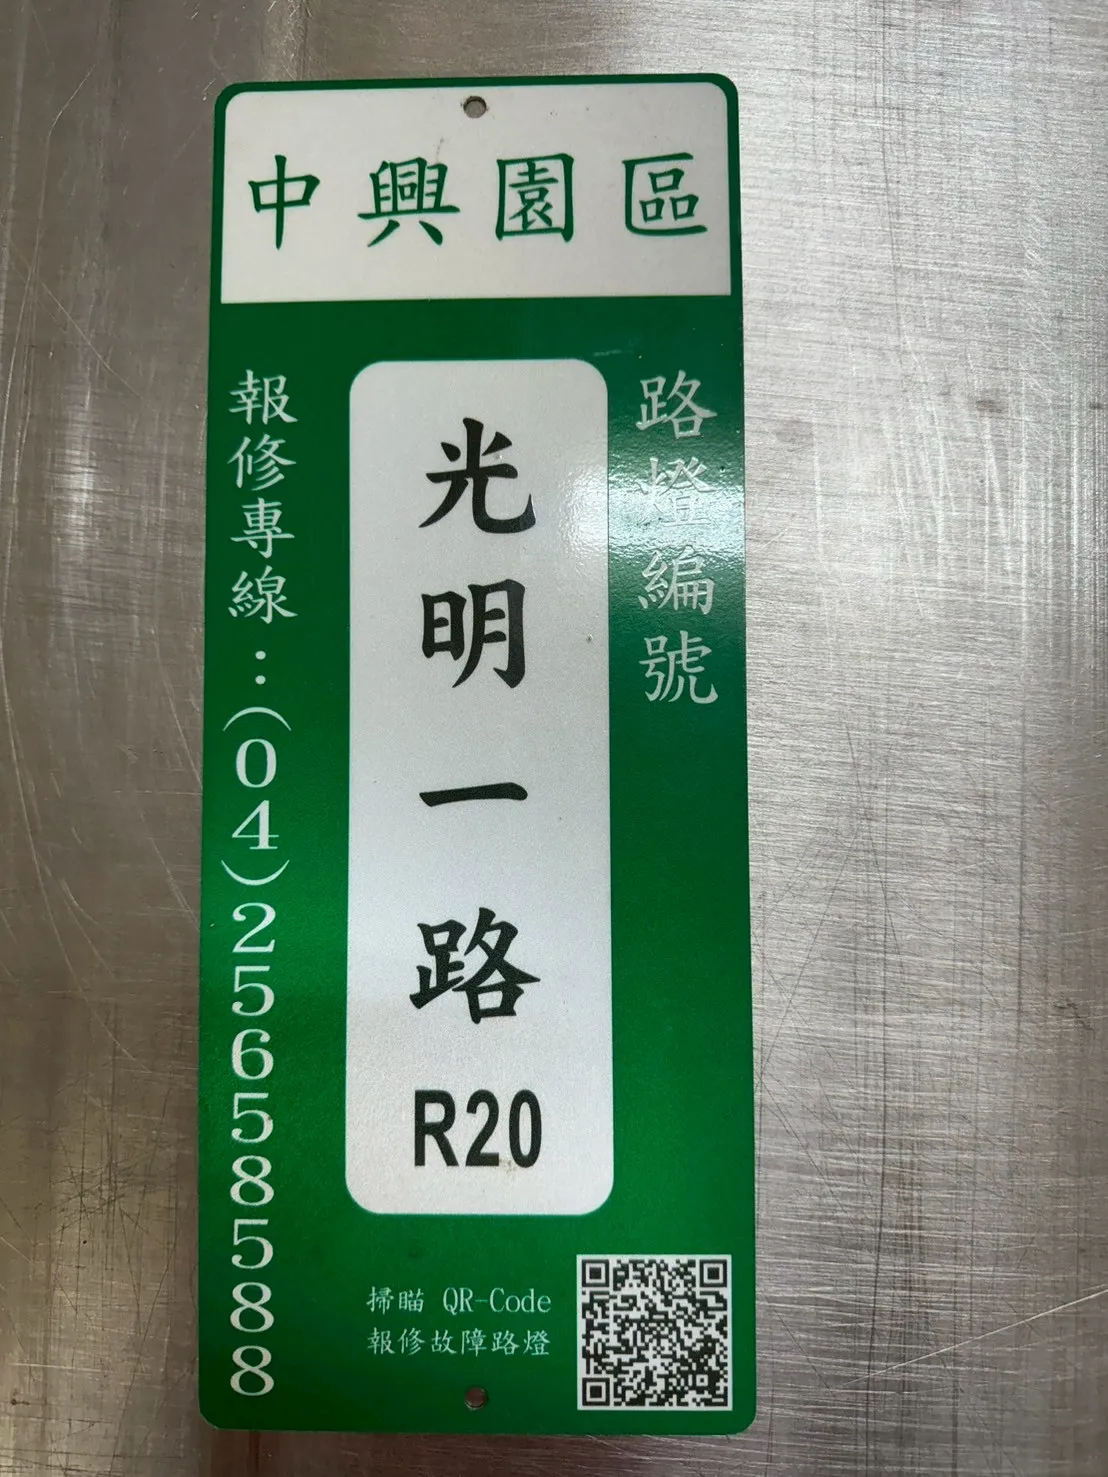 中興園區
路燈編號
光明一路
R20
報修專線：(04)25658588
掃瞄 QR-Code
報修故障路燈